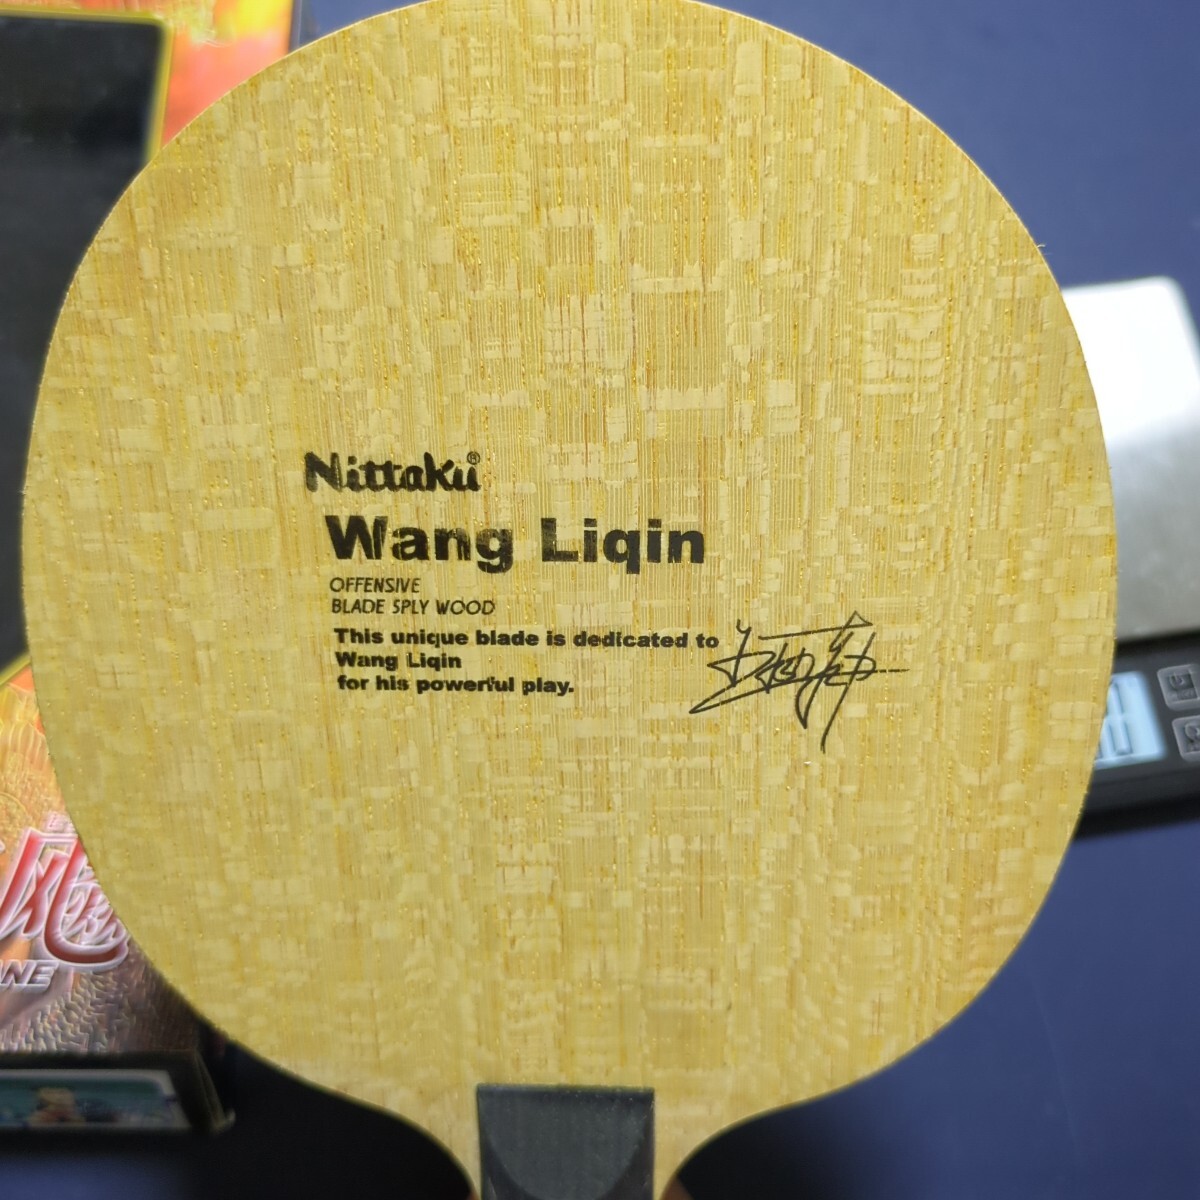 Nittaku®
Wang Liqin
OFFENSIVE
BLADE 5PLY WOOD
This unique blade is dedicated to
Wang Liqin
for his powerful play.
ANE